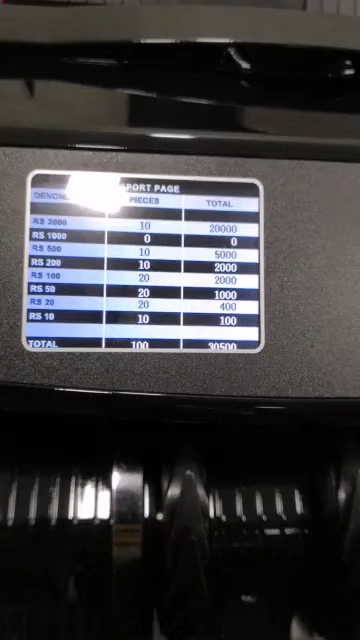 PORT PAGE
DENOM PIECES TOTAL
RS 2000 10 20000
RS 1000 0 0
RS 500 10 5000
RS 200 10 2000
RS 100 20 2000
RS 50 20 1000
RS 20 20 400
RS 10 10 100
TOTAL 100 30500